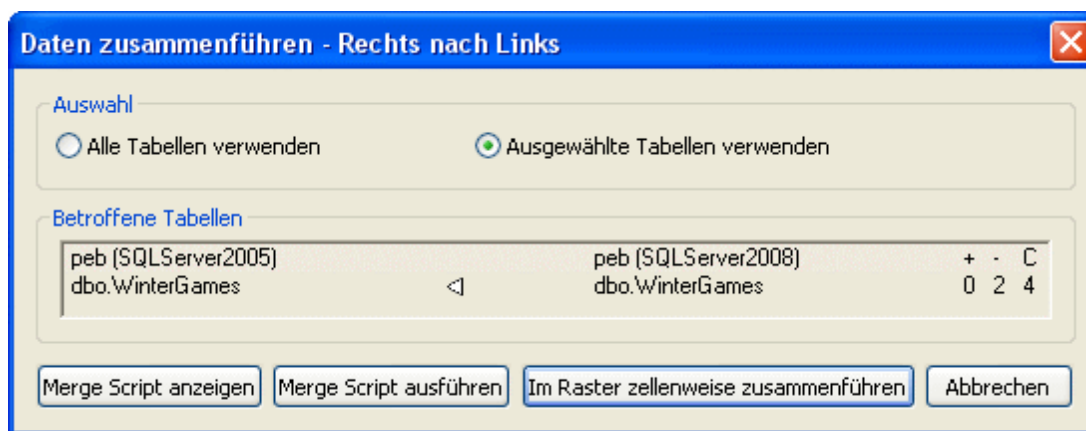 Daten zusammenführen - Rechts nach Links
Auswahl
Alle Tabellen verwenden Ausgewählte Tabellen verwenden
Betroffene Tabellen
peb (SQLServer2005) peb (SQLServer2008) + - C
dbo.WinterGames dbo.WinterGames 0 2 4
Merge Script anzeigen Merge Script ausführen Im Raster zellenweise zusammenführen Abbrechen